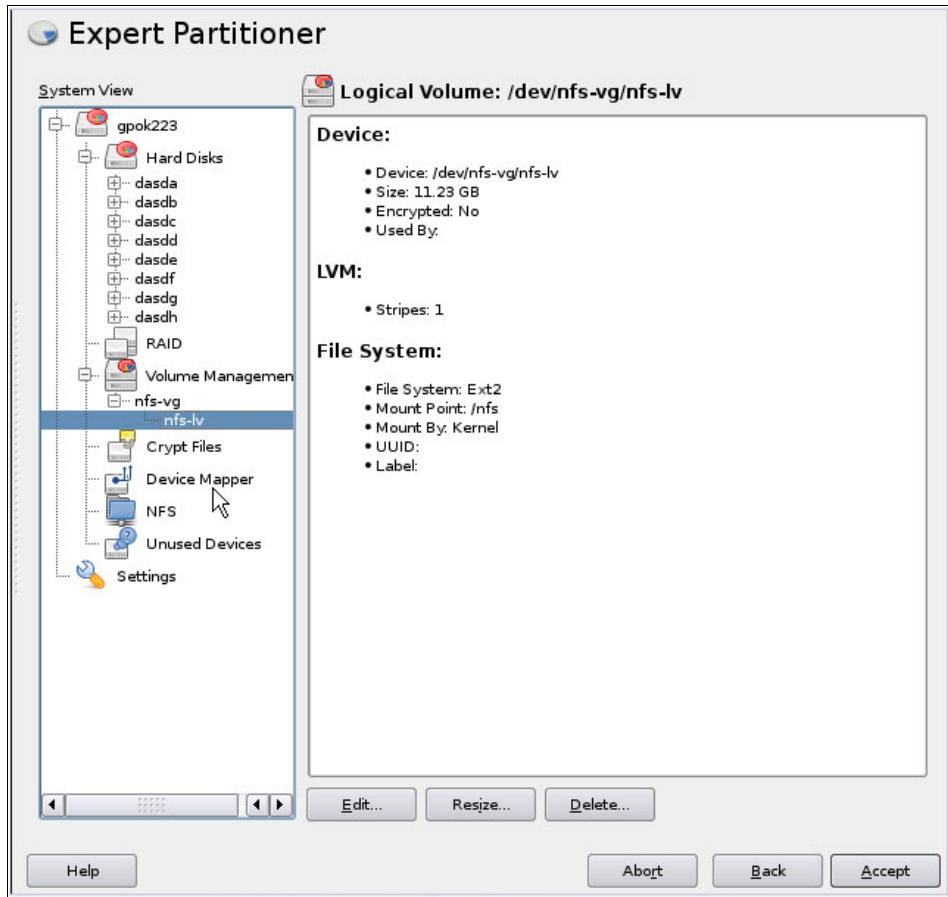 Expert Partitioner
System View
gpok223
Hard Disks
dasda
dasdb
dasdc
dasdd
dasde
dasdf
dasdg
dasdh
RAID
Volume Managemen
nfs-vg
nfs-lv
Crypt Files
Device Mapper
NFS
Unused Devices
Settings
Logical Volume: /dev/nfs-vg/nfs-lv
Device:
• Device: /dev/nfs-vg/nfs-lv
• Size: 11.23 GB
• Encrypted: No
• Used By:
LVM:
• Stripes: 1
File System:
• File System: Ext2
• Mount Point: /nfs
• Mount By: Kernel
• UUID:
• Label:
Edit...
Resize...
Delete...
Help
Abort
Back
Accept